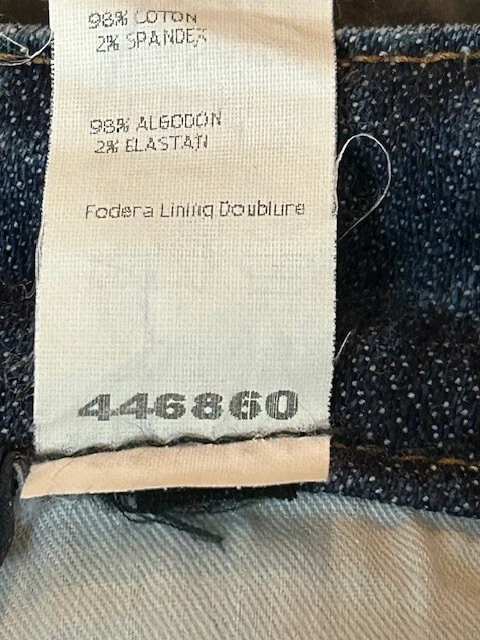 98% COTON
2% SPANDEX
98% ALGODON
2% ELASTAN
Fodera Lining Doublure
446860